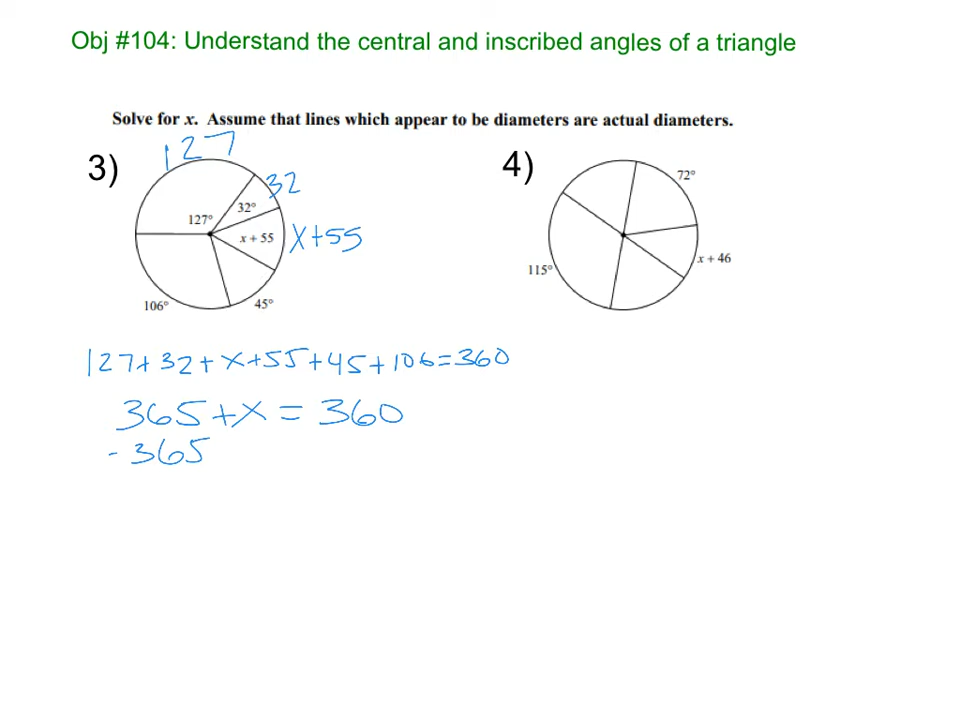 Obj #104: Understand the central and inscribed angles of a triangle
Solve for x. Assume that lines which appear to be diameters are actual diameters.
3)
127
32
127°
32°
x + 55
x+55
106°
45°
4)
72°
115°
x + 46
127+32+x+55+45+106=360
365+x=360
-365